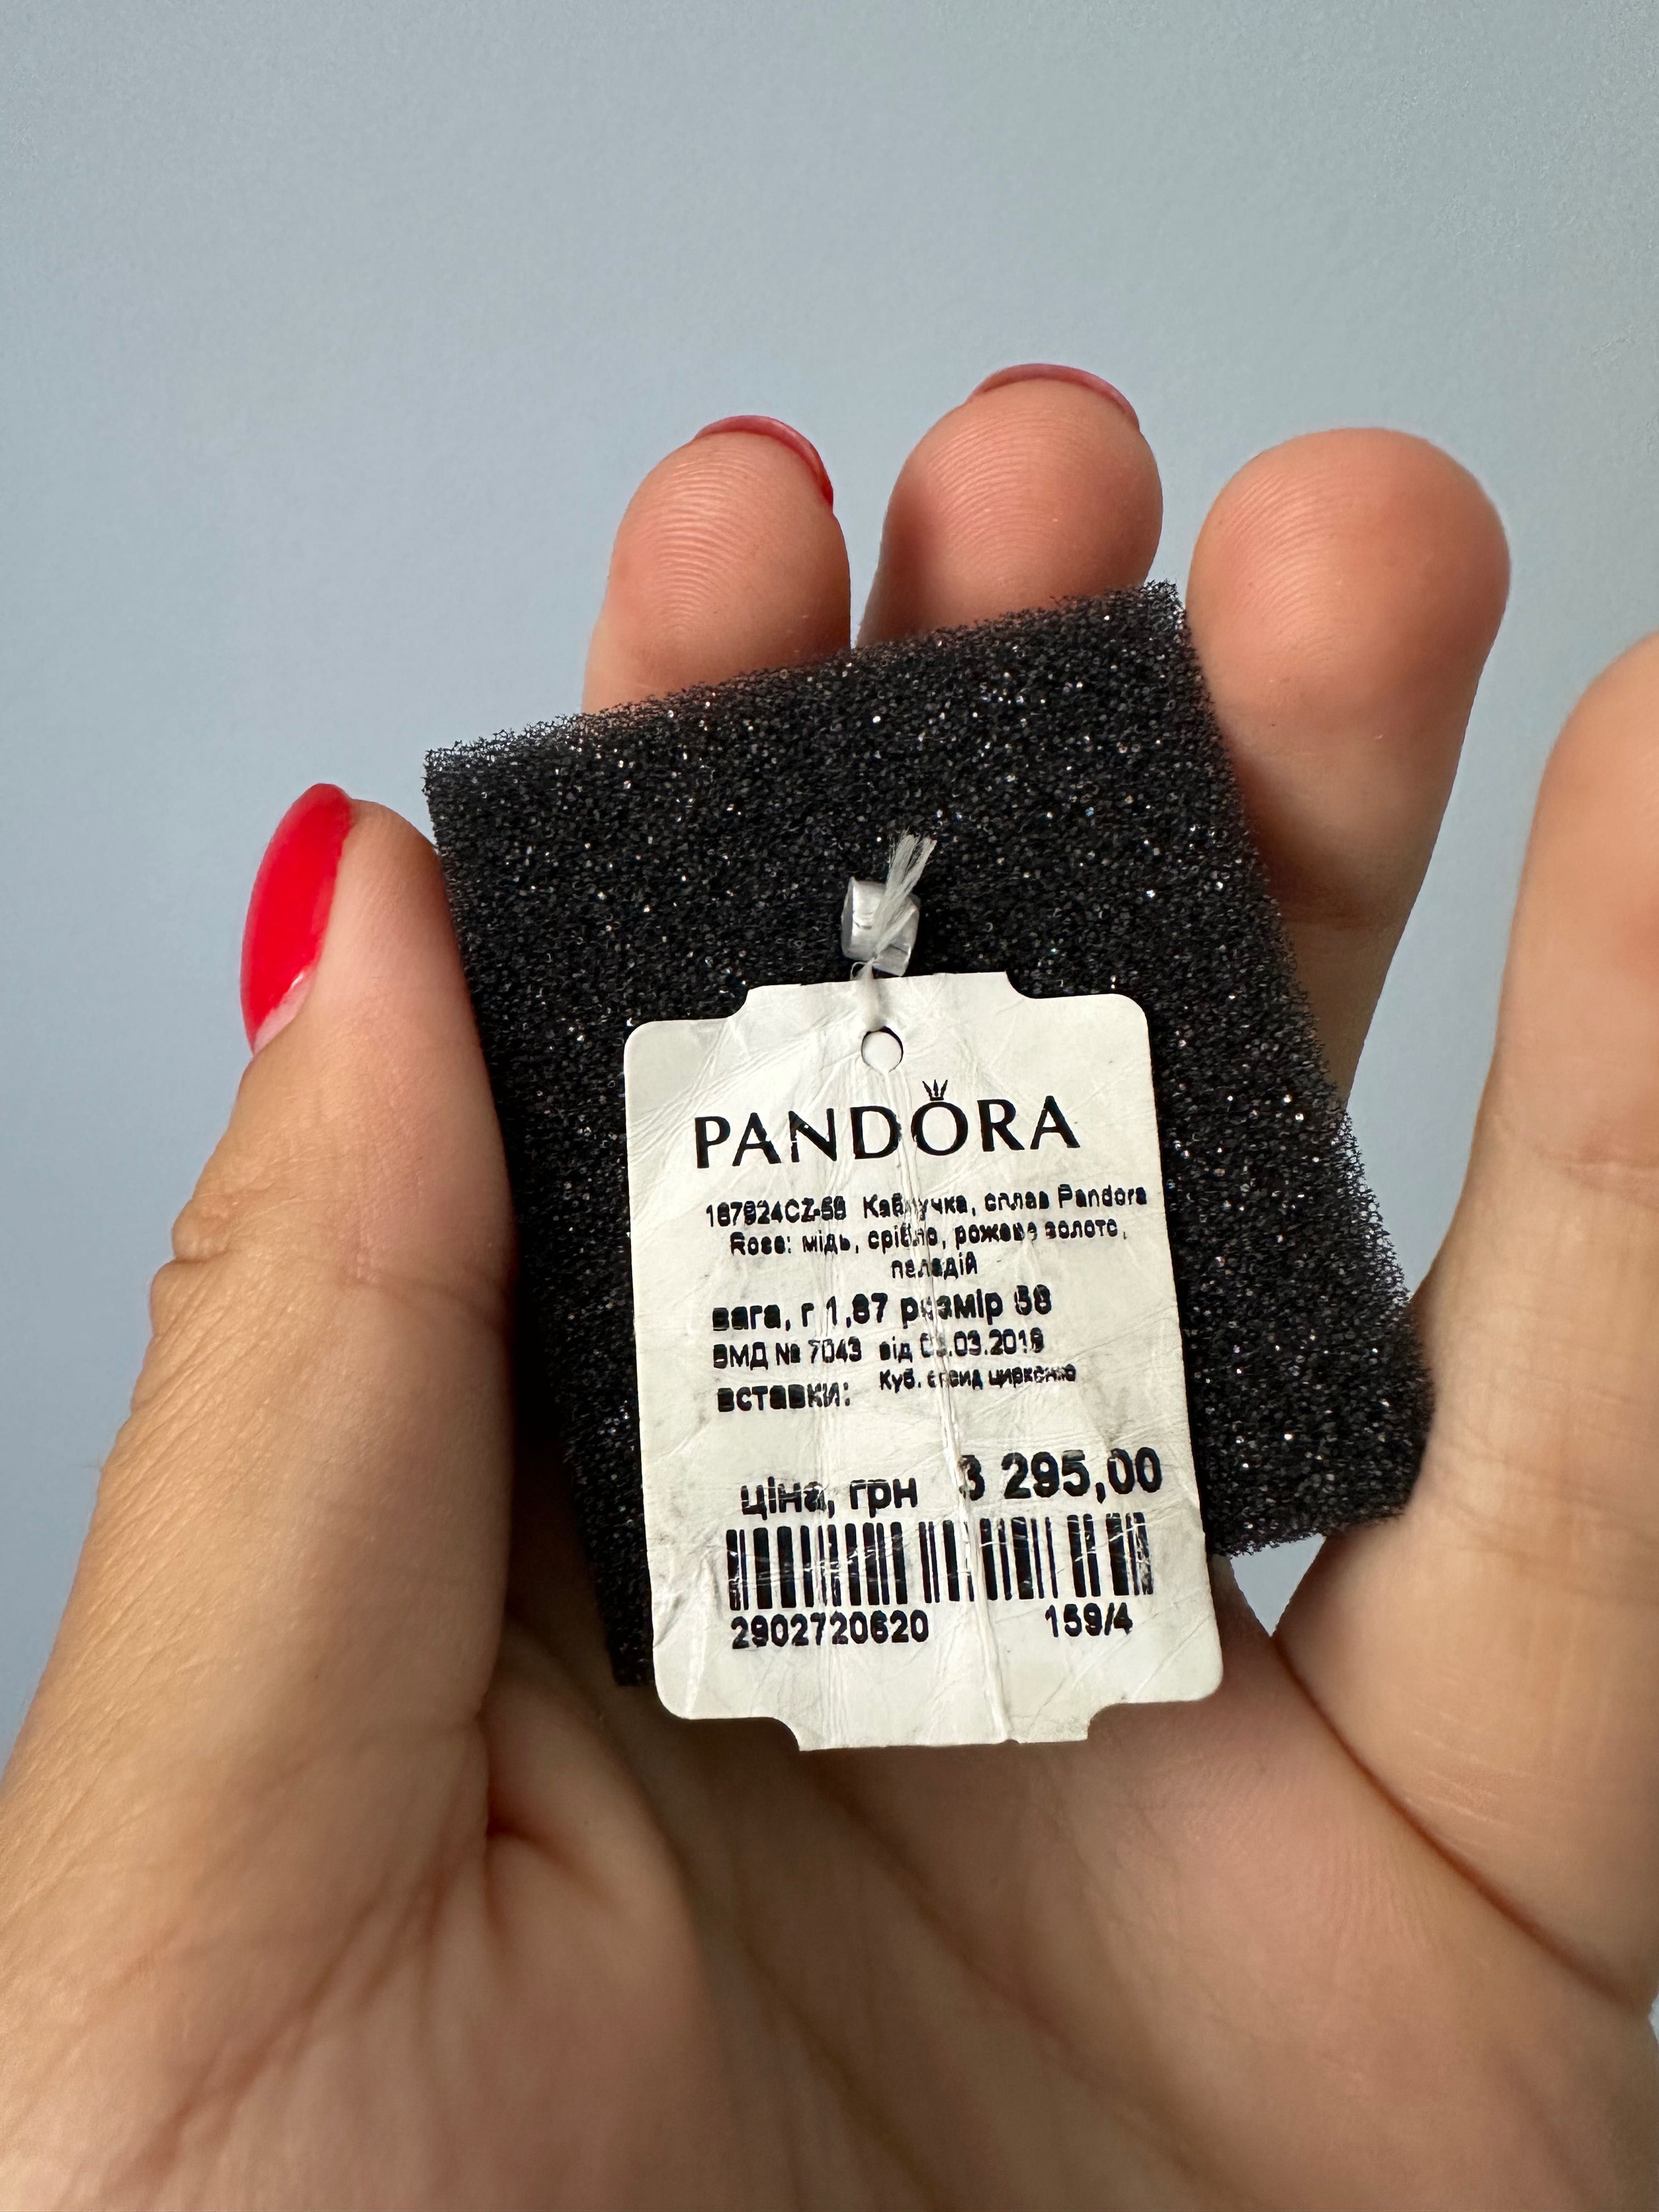 PANDORA
187924CZ-58 Каблучка, сплав Pandora
Rose: мідь, срібло, рожеве золото,
паладій
вага, г 1,87 розмір 58
ВМД № 7043 від .03.2019
вставки: Куб. оксид цирконію
ціна, грн 3 295,00
2902720620 159/4